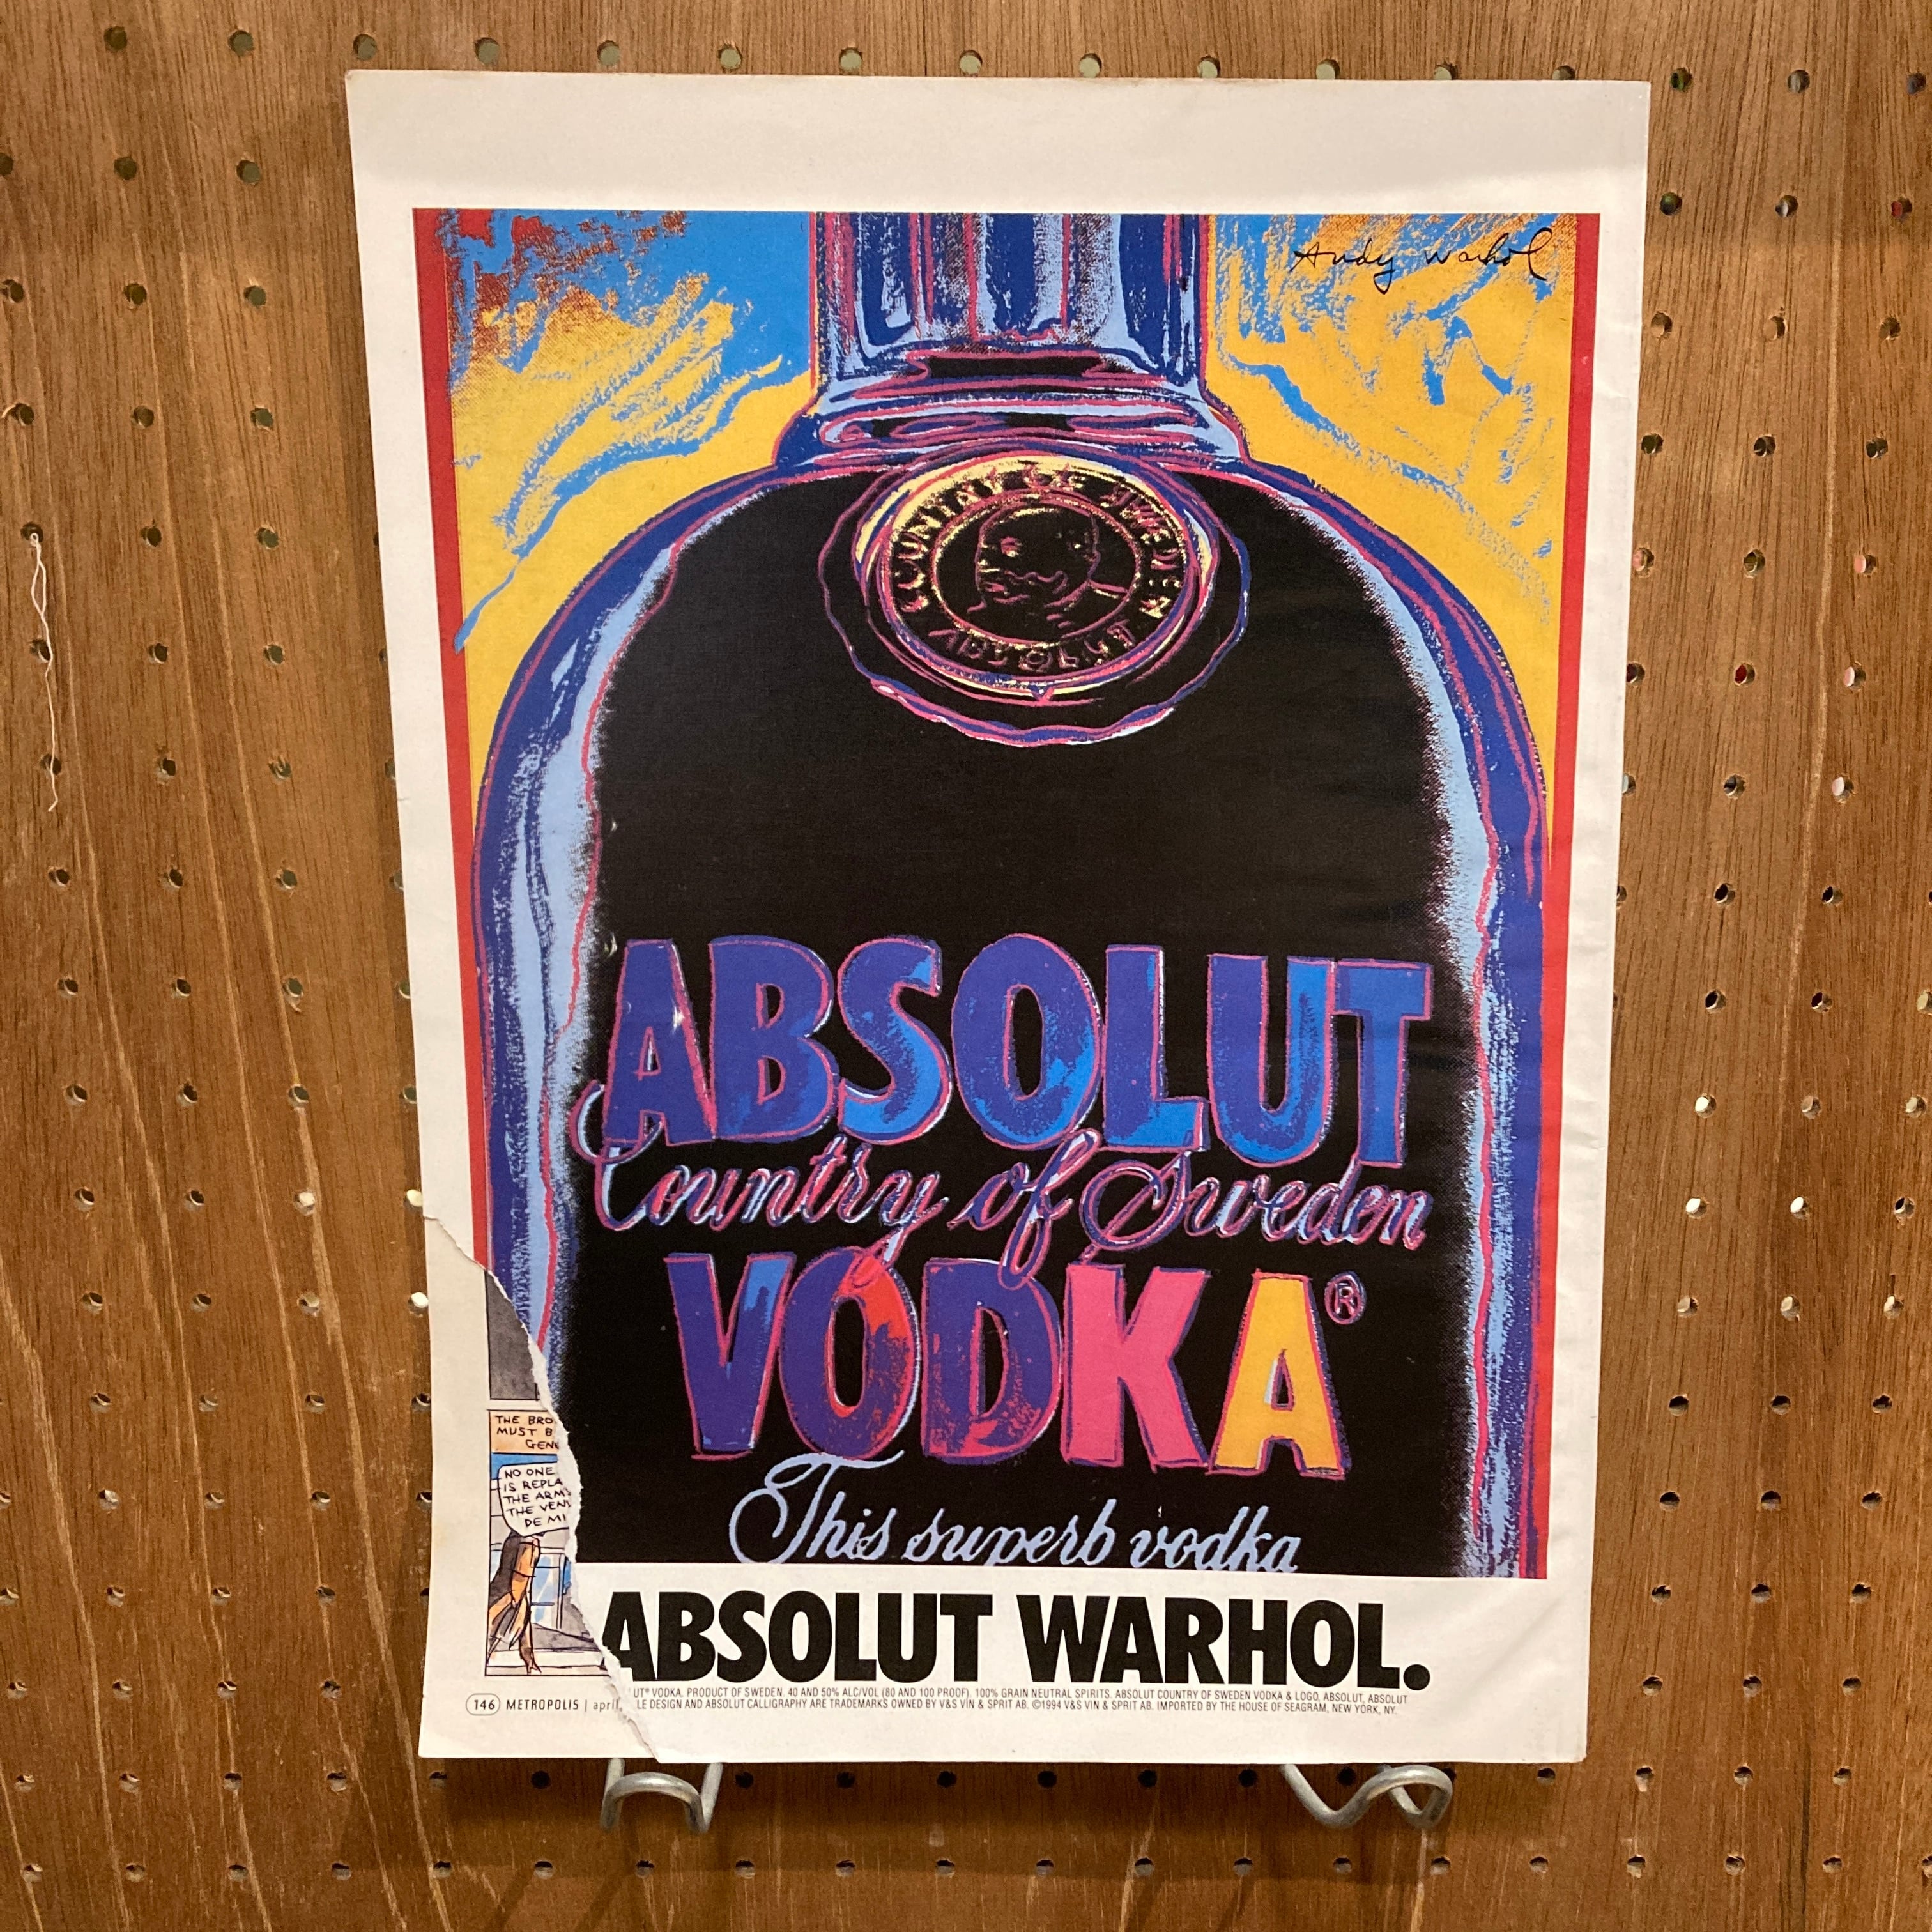 Andy Warhol
COUNTRY OF SWEDEN
ABSOLUT
ABSOLUT
Country of Sweden
VODKA®
This superb vodka
THE BRO
MUST B
GENE
NO ONE
IS REPLA
THE ARM
THE VEN
DE MI
ABSOLUT WARHOL.
UT® VODKA. PRODUCT OF SWEDEN. 40 AND 50% ALC/VOL (80 AND 100 PROOF). 100% GRAIN NEUTRAL SPIRITS. ABSOLUT COUNTRY OF SWEDEN VODKA & LOGO, ABSOLUT, ABSOLUT
LE DESIGN AND ABSOLUT CALLIGRAPHY ARE TRADEMARKS OWNED BY V&S VIN & SPRIT AB. ©1994 V&S VIN & SPRIT AB. IMPORTED BY THE HOUSE OF SEAGRAM, NEW YORK, NY.
146 METROPOLIS | april,